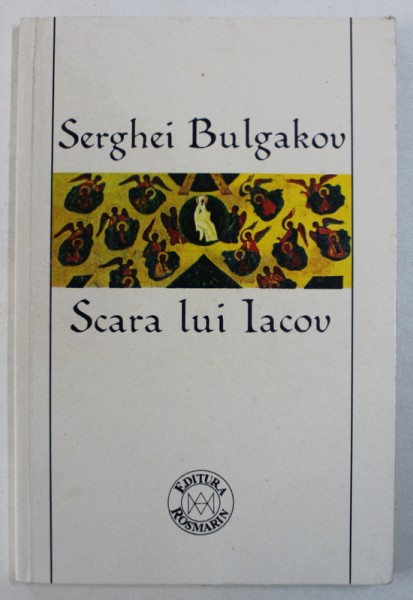 Serghei Bulgakov
Scara lui Iacov
EDITURA
ROSMARIN